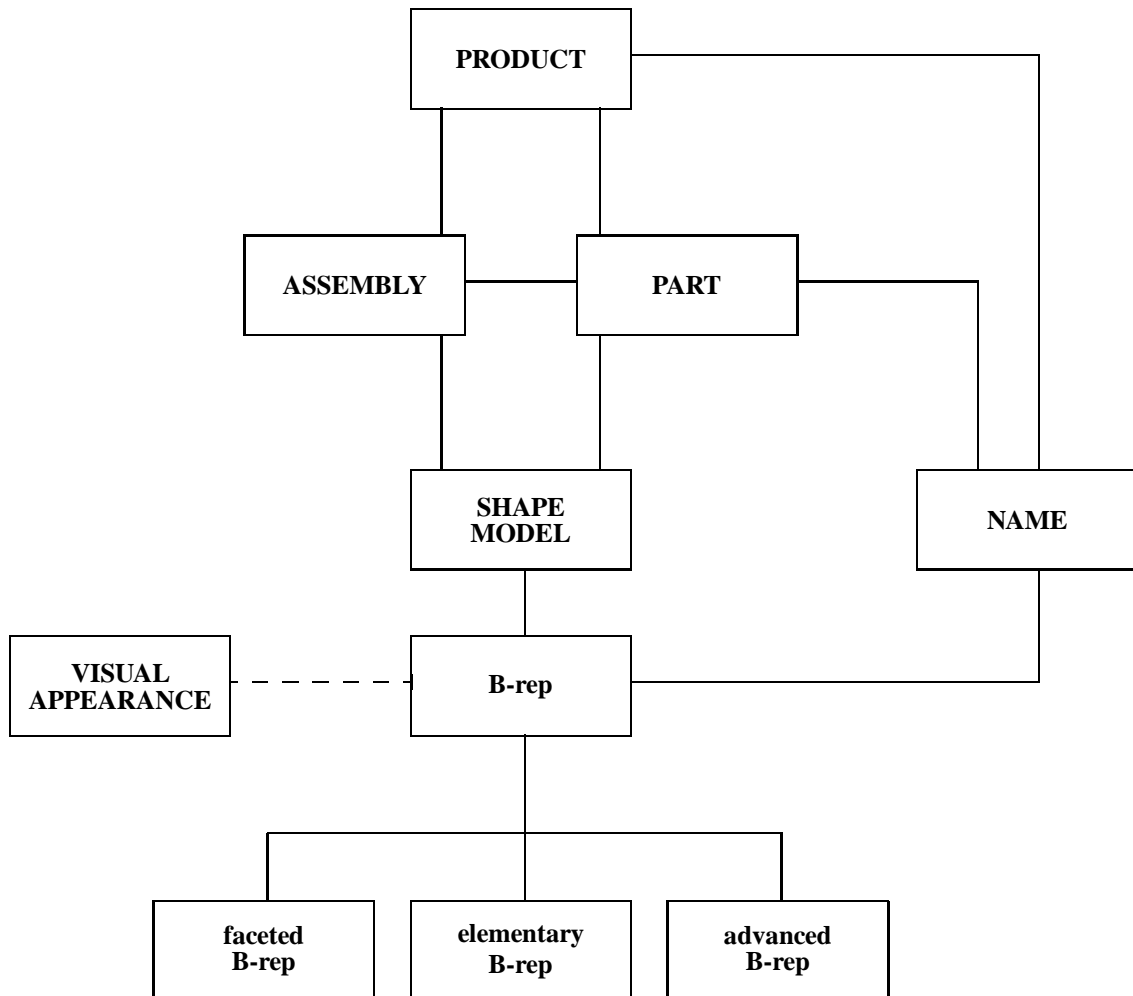 PRODUCT
ASSEMBLY
PART
SHAPE
MODEL
NAME
VISUAL
APPEARANCE
B-rep
faceted
B-rep
elementary
B-rep
advanced
B-rep